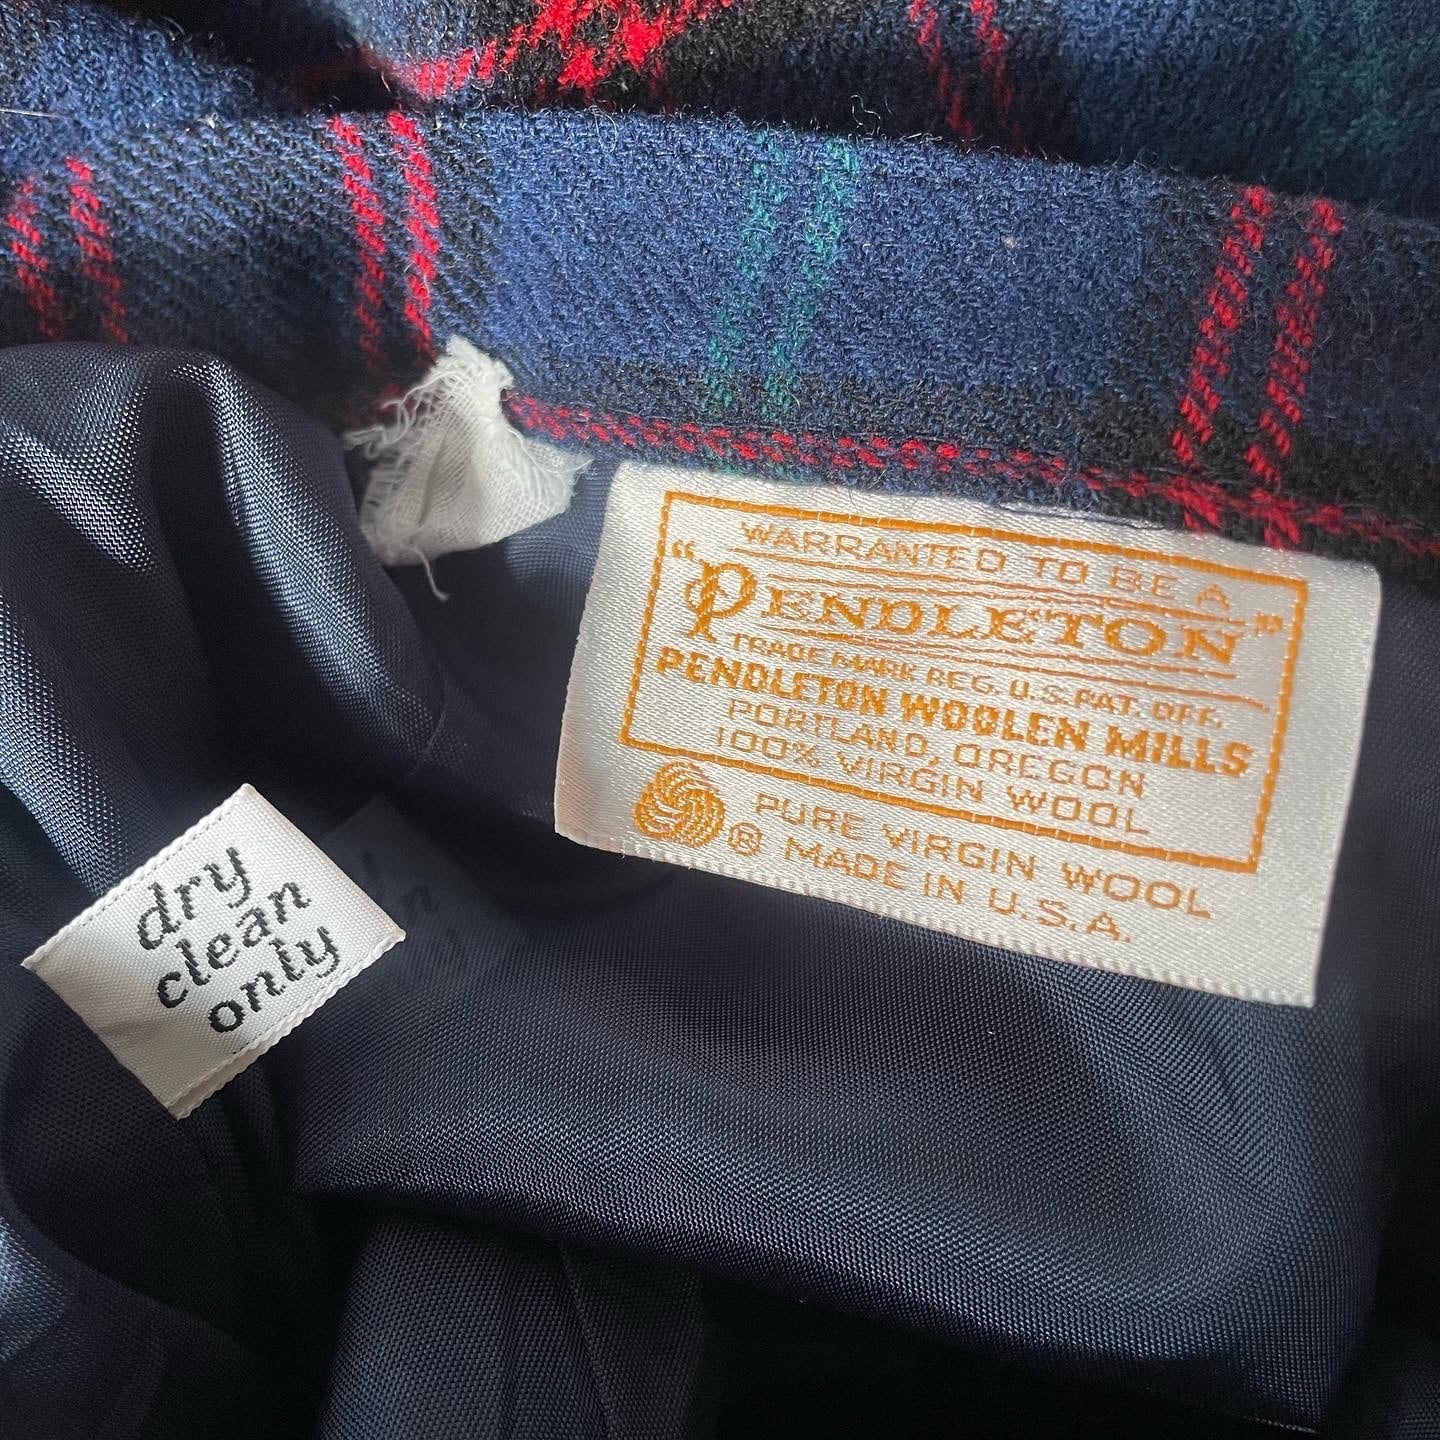 WARRANTED TO BE A
"PENDLETON"
TRADE MARK REG. U.S. PAT. OFF.
PENDLETON WOOLEN MILLS
PORTLAND, OREGON
100% VIRGIN WOOL
® PURE VIRGIN WOOL
MADE IN U.S.A.
dry
clean
only